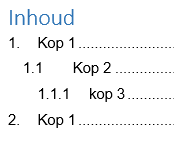 Inhoud
1. Kop 1..............................
1.1 Kop 2..................
1.1.1 kop 3...............
2. Kop 1..............................